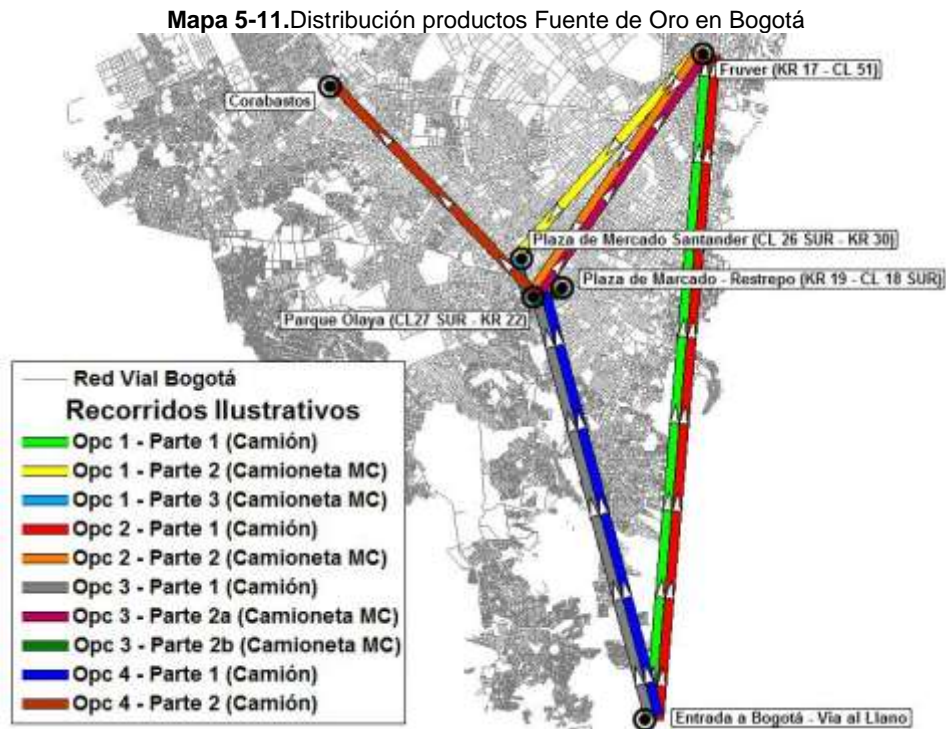 Mapa 5-11.Distribución productos Fuente de Oro en Bogotá
Fruver (KR 17 - CL 51)
Corabastos
Plaza de Mercado Santander (CL 26 SUR - KR 30)
Plaza de Marcado - Restrepo (KR 19 - CL 18 SUR)
Parque Olaya (CL27 SUR - KR 22)
Red Vial Bogotá
Recorridos Ilustrativos
Opc 1 - Parte 1 (Camión)
Opc 1 - Parte 2 (Camioneta MC)
Opc 1 - Parte 3 (Camioneta MC)
Opc 2 - Parte 1 (Camión)
Opc 2 - Parte 2 (Camioneta MC)
Opc 3 - Parte 1 (Camión)
Opc 3 - Parte 2a (Camioneta MC)
Opc 3 - Parte 2b (Camioneta MC)
Opc 4 - Parte 1 (Camión)
Opc 4 - Parte 2 (Camión)
Entrada a Bogotá - Via al Llano